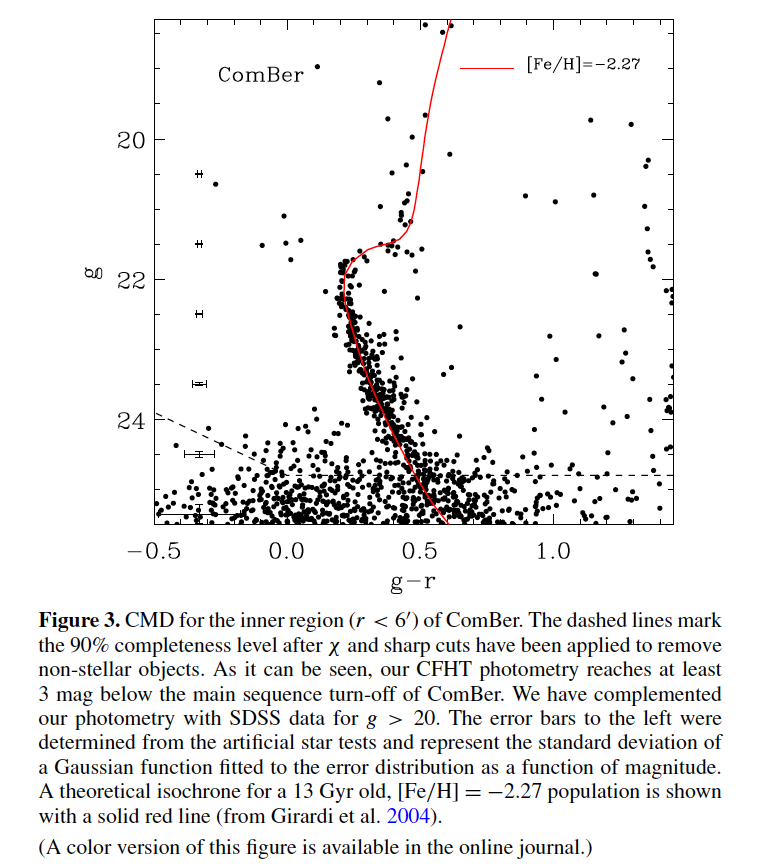 ComBer
[Fe/H]=−2.27
20
22
24
g
−0.5 0.0 0.5 1.0
g−r
Figure 3. CMD for the inner region (r < 6′) of ComBer. The dashed lines mark
the 90% completeness level after χ and sharp cuts have been applied to remove
non-stellar objects. As it can be seen, our CFHT photometry reaches at least
3 mag below the main sequence turn-off of ComBer. We have complemented
our photometry with SDSS data for g > 20. The error bars to the left were
determined from the artificial star tests and represent the standard deviation of
a Gaussian function fitted to the error distribution as a function of magnitude.
A theoretical isochrone for a 13 Gyr old, [Fe/H] = −2.27 population is shown
with a solid red line (from Girardi et al. 2004).
(A color version of this figure is available in the online journal.)